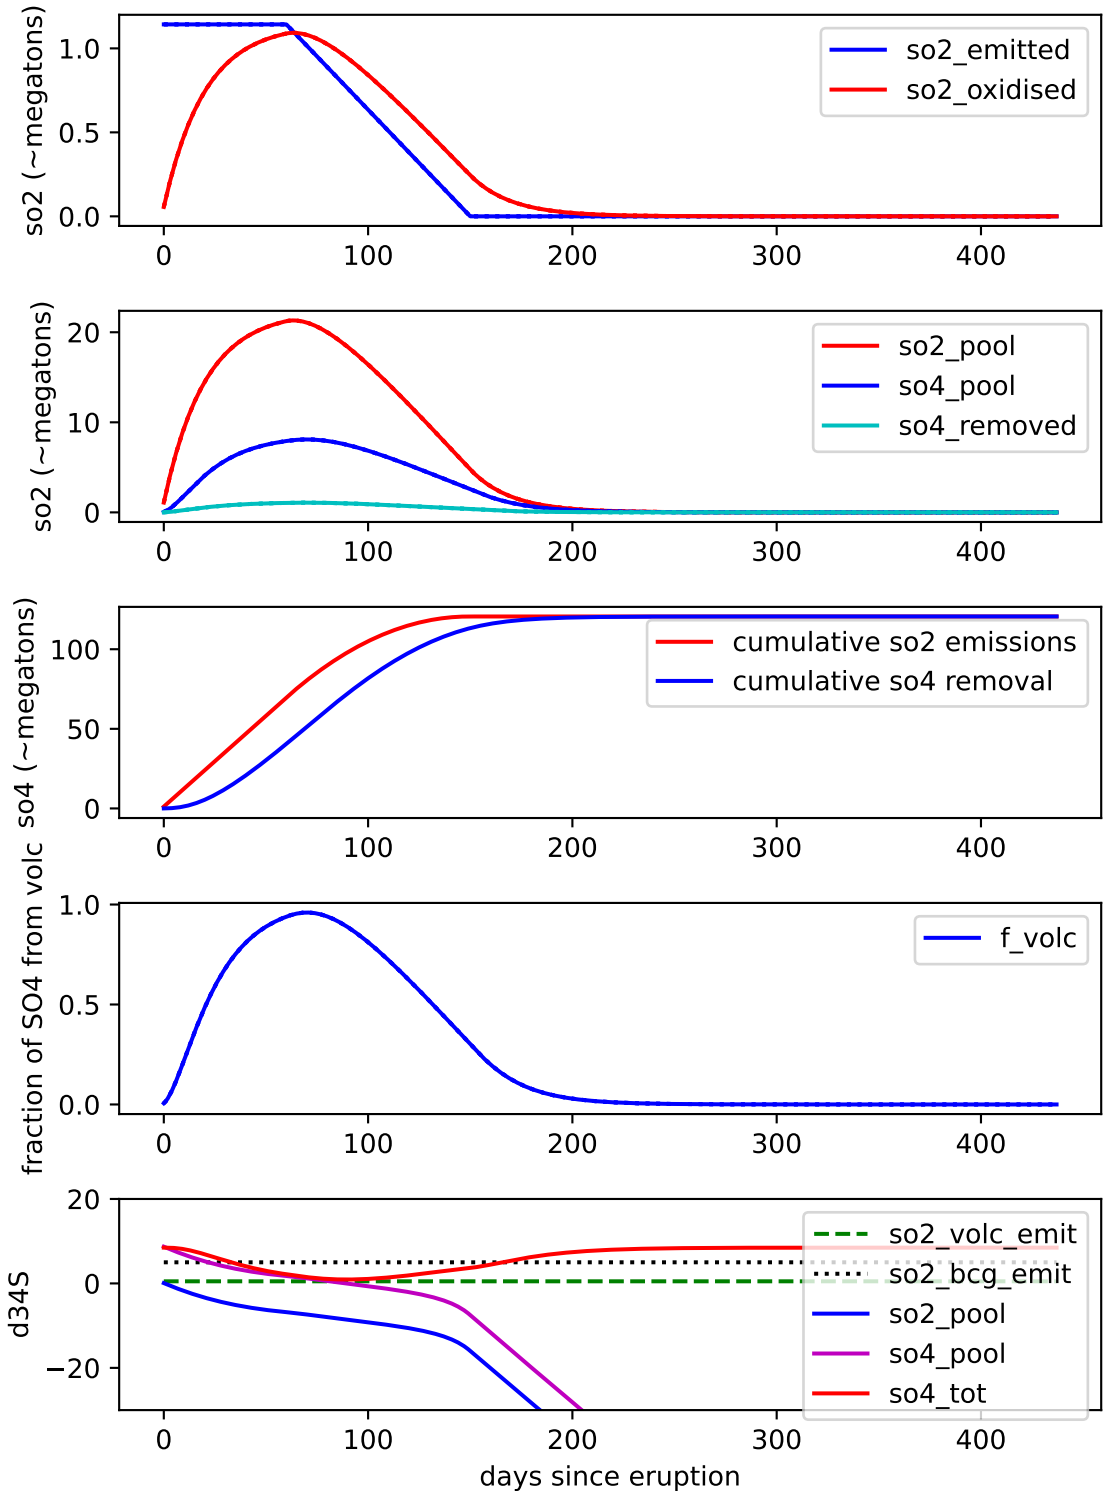 so2 (~megatons)
1.0
0.5
0.0
so2_emitted
so2_oxidised
0 100 200 300 400
so2 (~megatons)
20
10
0
so2_pool
so4_pool
so4_removed
0 100 200 300 400
so4 (~megatons)
100
50
0
cumulative so2 emissions
cumulative so4 removal
0 100 200 300 400
fraction of SO4 from volc
1.0
0.5
0.0
f_volc
0 100 200 300 400
d34S
20
0
−20
so2_volc_emit
so2_bcg_emit
so2_pool
so4_pool
so4_tot
0 100 200 300 400
days since eruption